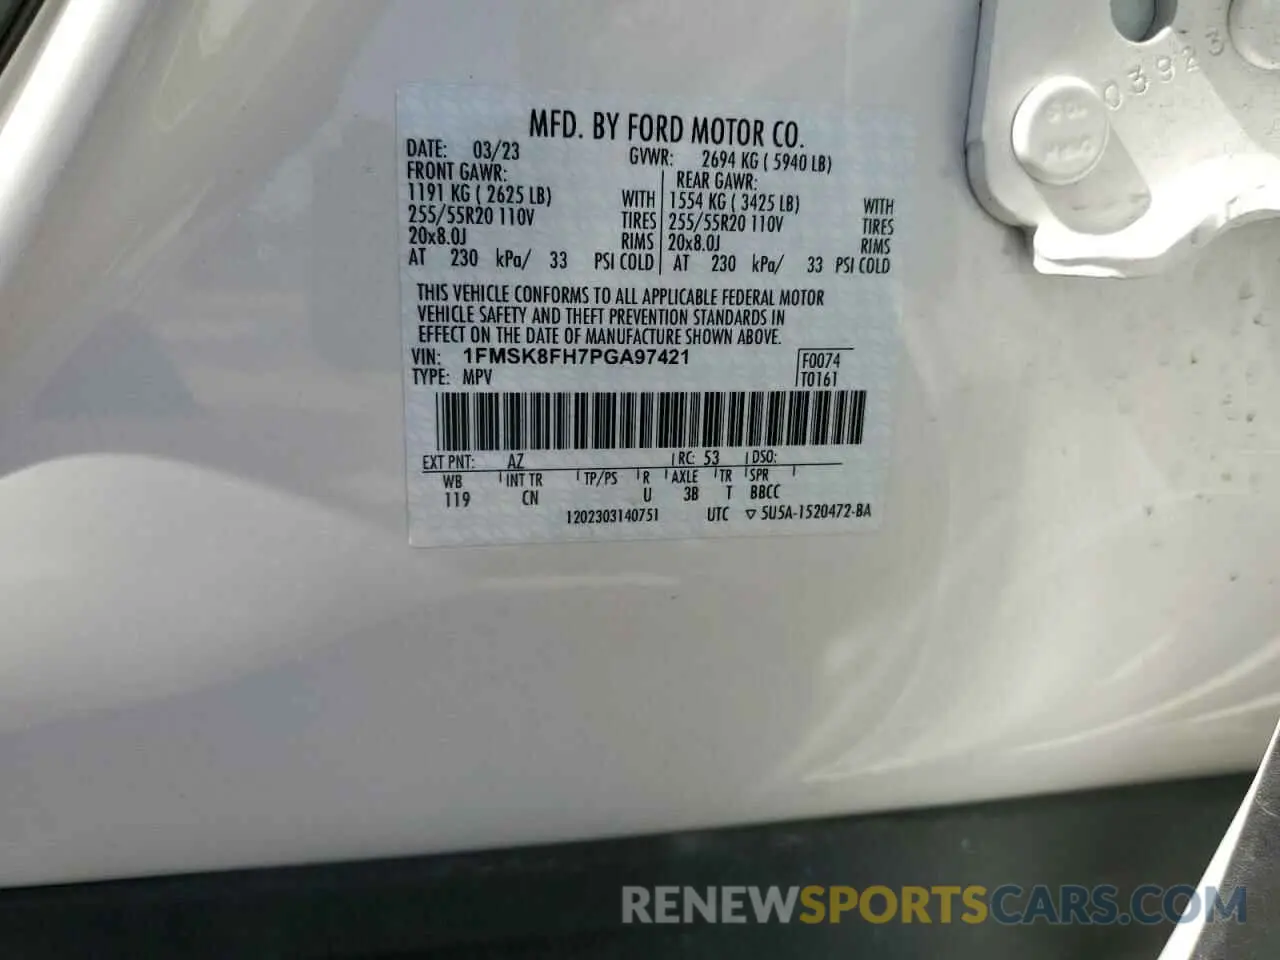 MFD. BY FORD MOTOR CO.
DATE: 03/23 GVWR: 2694 KG ( 5940 LB)
FRONT GAWR: REAR GAWR:
1191 KG ( 2625 LB) WITH 1554 KG ( 3425 LB) WITH
255/55R20 110V TIRES 255/55R20 110V TIRES
20x8.0J RIMS 20x8.0J RIMS
AT 230 kPa/ 33 PSI COLD AT 230 kPa/ 33 PSI COLD
THIS VEHICLE CONFORMS TO ALL APPLICABLE FEDERAL MOTOR
VEHICLE SAFETY AND THEFT PREVENTION STANDARDS IN
EFFECT ON THE DATE OF MANUFACTURE SHOWN ABOVE.
VIN: 1FMSK8FH7PGA97421 F0074
TYPE: MPV T0161
EXT PNT: AZ RC: 53 DSO:
WB INT TR TP/PS R AXLE TR SPR
119 CN U 3B T BBCC
1202303140751 UTC ▽ 5U5A-1520472-BA
03923
RENEWSPORTSCARS.COM